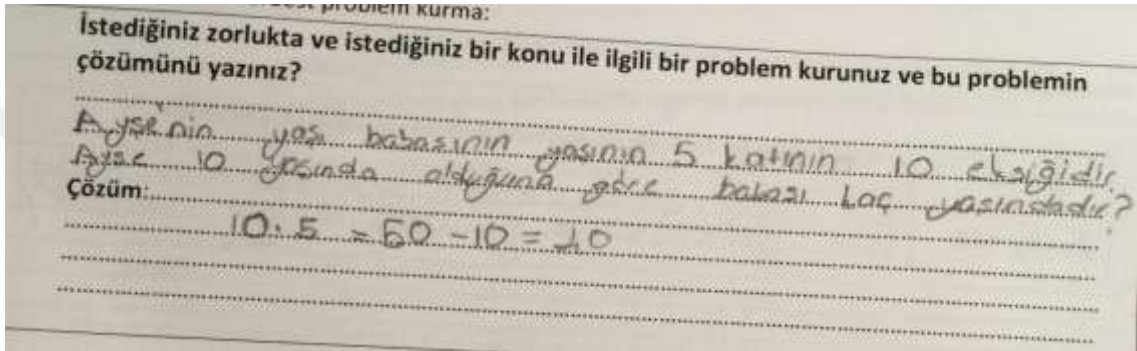 problem kurma:
İstediğiniz zorlukta ve istediğiniz bir konu ile ilgili bir problem kurunuz ve bu problemin
çözümünü yazınız?
Ayşe'nin yaşı babasının yaşının 5 katının 10 eksiğidir.
Ayşe 10 yaşında olduğuna göre babası kaç yaşındadır?
Çözüm:
10.5 = 50 - 10 = 40